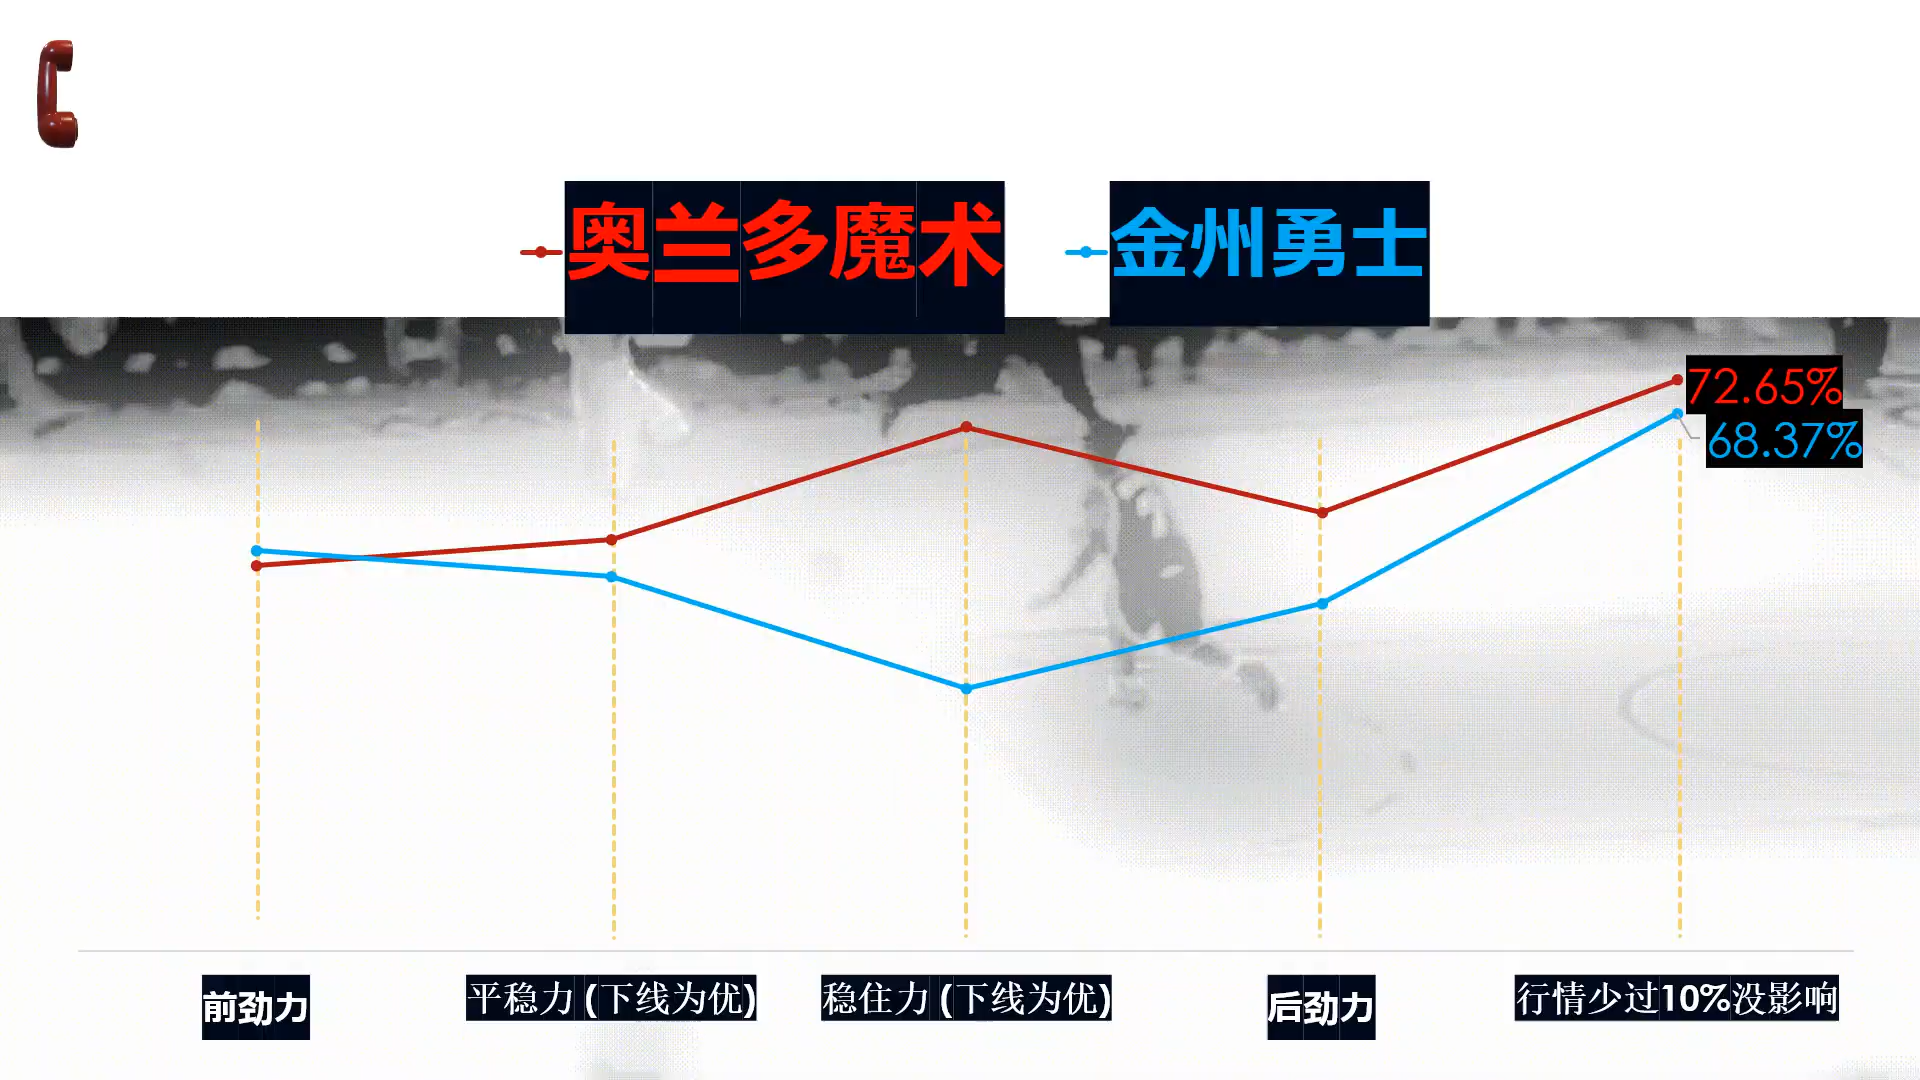 奥兰多魔术
金州勇士
72.65%
68.37%
前劲力
平稳力 (下线为优)
稳住力 (下线为优)
后劲力
行情少过10%没影响